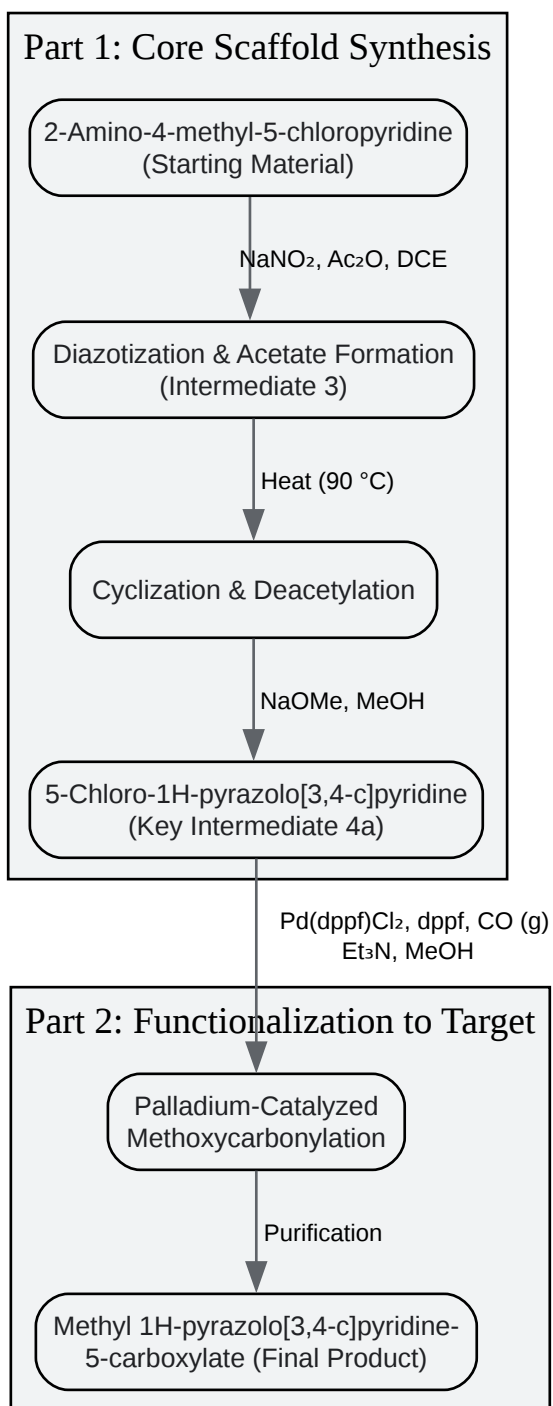 Part 1: Core Scaffold Synthesis
2-Amino-4-methyl-5-chloropyridine
(Starting Material)
NaNO₂, Ac₂O, DCE
Diazotization & Acetate Formation
(Intermediate 3)
Heat (90 °C)
Cyclization & Deacetylation
NaOMe, MeOH
5-Chloro-1H-pyrazolo[3,4-c]pyridine
(Key Intermediate 4a)
Pd(dppf)Cl₂, dppf, CO (g)
Et₃N, MeOH
Part 2: Functionalization to Target
Palladium-Catalyzed
Methoxycarbonylation
Purification
Methyl 1H-pyrazolo[3,4-c]pyridine-
5-carboxylate (Final Product)